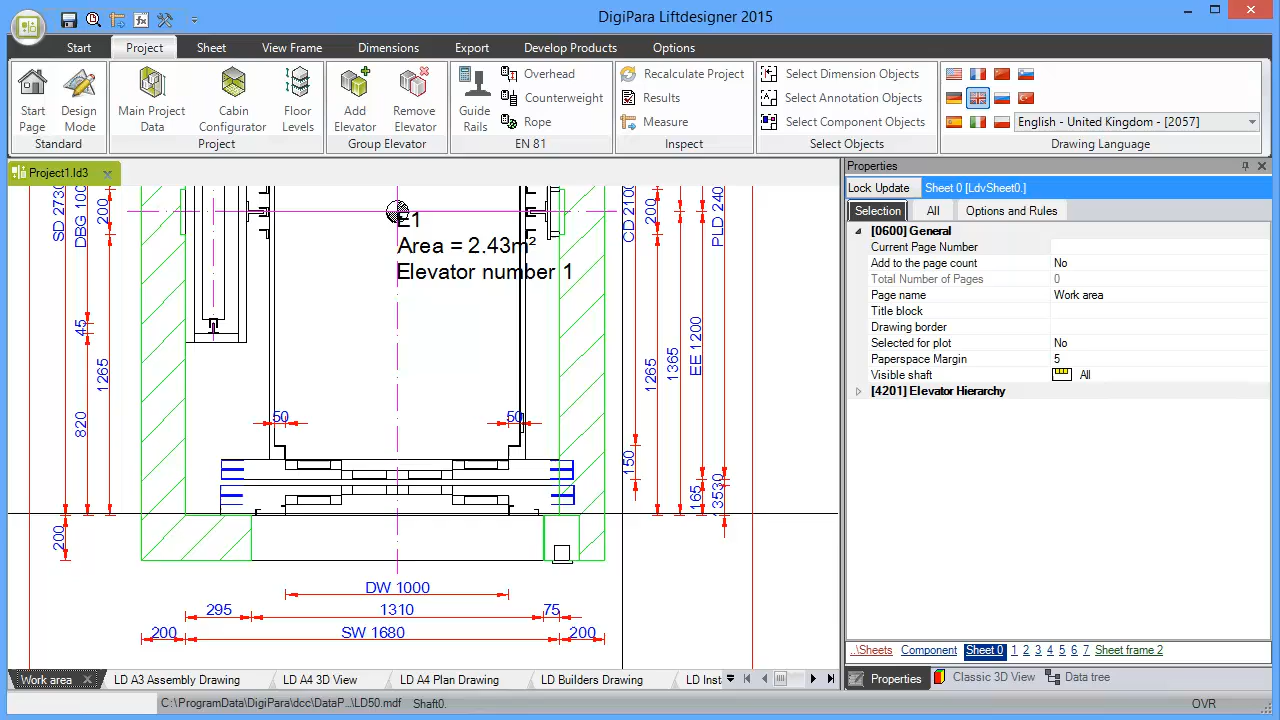 DigiPara Liftdesigner 2015
Start Project Sheet View Frame Dimensions Export Develop Products Options
Start Page
Design Mode
Standard
Main Project Data
Cabin Configurator
Floor Levels
Project
Add Elevator
Remove Elevator
Group Elevator
Guide Rails
Overhead
Counterweight
Rope
EN 81
Recalculate Project
Results
Measure
Inspect
Select Dimension Objects
Select Annotation Objects
Select Component Objects
Select Objects
English - United Kingdom - [2057]
Drawing Language
Project1.ld3
SD 2730
DBG 100
200
45
1265
820
200
E1
Area = 2.43m²
Elevator number 1
50
50
CD 2100
200
PLD 240
EE 1200
1365
1265
150
165
13530
DW 1000
295 1310 75
200 SW 1680 200
Properties
Lock Update Sheet 0 [LdvSheet0.]
Selection All Options and Rules
[0600] General
Current Page Number
Add to the page count No
Total Number of Pages 0
Page name Work area
Title block
Drawing border
Selected for plot No
Paperspace Margin 5
Visible shaft All
[4201] Elevator Hierarchy
..\Sheets Component Sheet 0 1 2 3 4 5 6 7 Sheet frame 2
Work area LD A3 Assembly Drawing LD A4 3D View LD A4 Plan Drawing LD Builders Drawing LD Inst
Properties Classic 3D View Data tree
C:\ProgramData\DigiPara\dcc\DataP...\LD50.mdf Shaft0. OVR